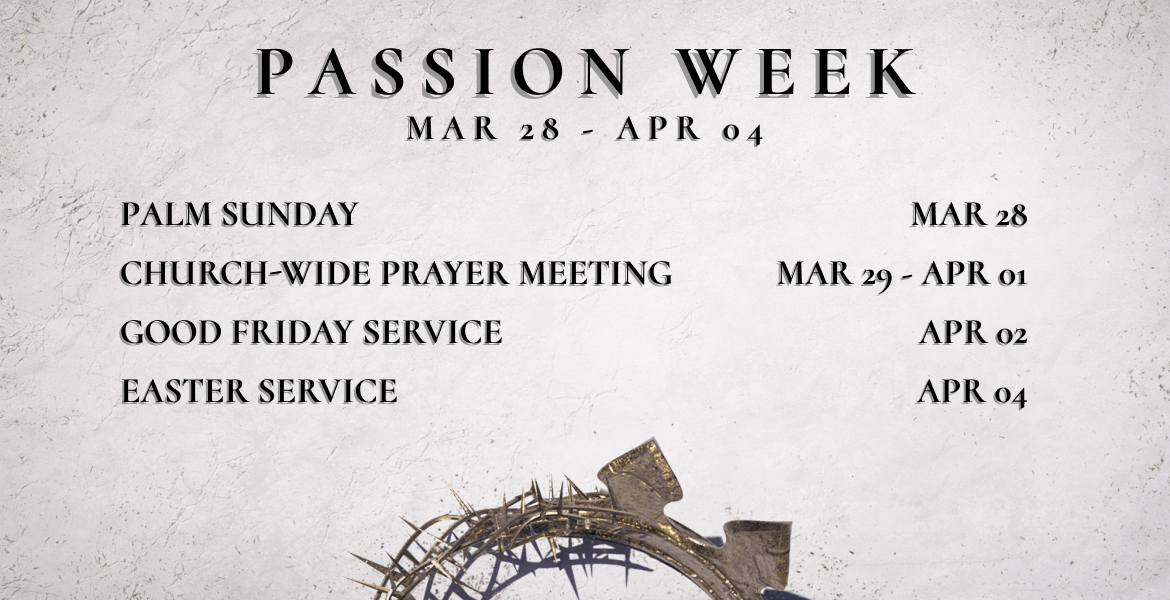 PASSION WEEK
MAR 28 - APR 04
PALM SUNDAY MAR 28
CHURCH-WIDE PRAYER MEETING MAR 29 - APR 01
GOOD FRIDAY SERVICE APR 02
EASTER SERVICE APR 04